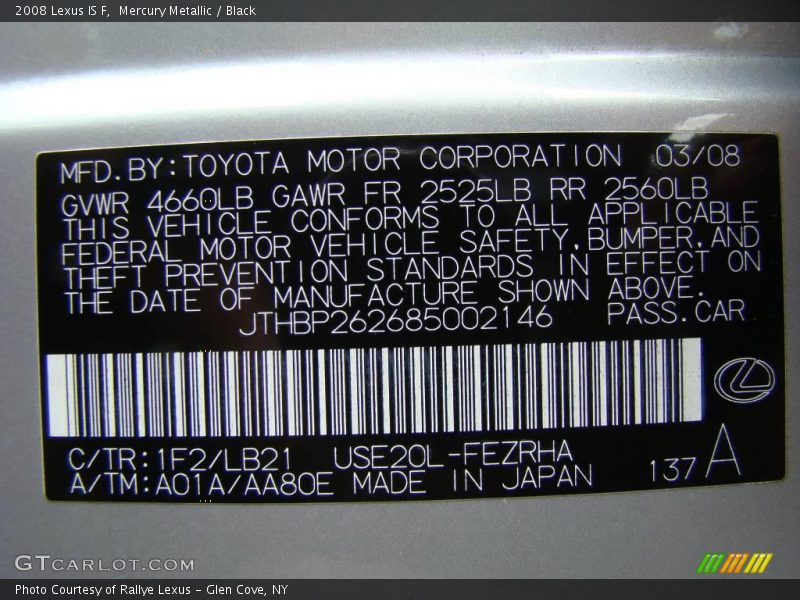 2008 Lexus IS F,  Mercury Metallic / Black
MFD.BY:TOYOTA MOTOR CORPORATION 03/08
GVWR 4660LB GAWR FR 2525LB RR 2560LB
THIS VEHICLE CONFORMS TO ALL APPLICABLE
FEDERAL MOTOR VEHICLE SAFETY,BUMPER,AND
THEFT PREVENTION STANDARDS IN EFFECT ON
THE DATE OF MANUFACTURE SHOWN ABOVE.
JTHBP262685002146 PASS.CAR
C/TR:1F2/LB21 USE20L-FEZRHA
A/TM:A01A/AA80E MADE IN JAPAN 137 A
GTCARLOT.COM
Photo Courtesy of Rallye Lexus - Glen Cove, NY